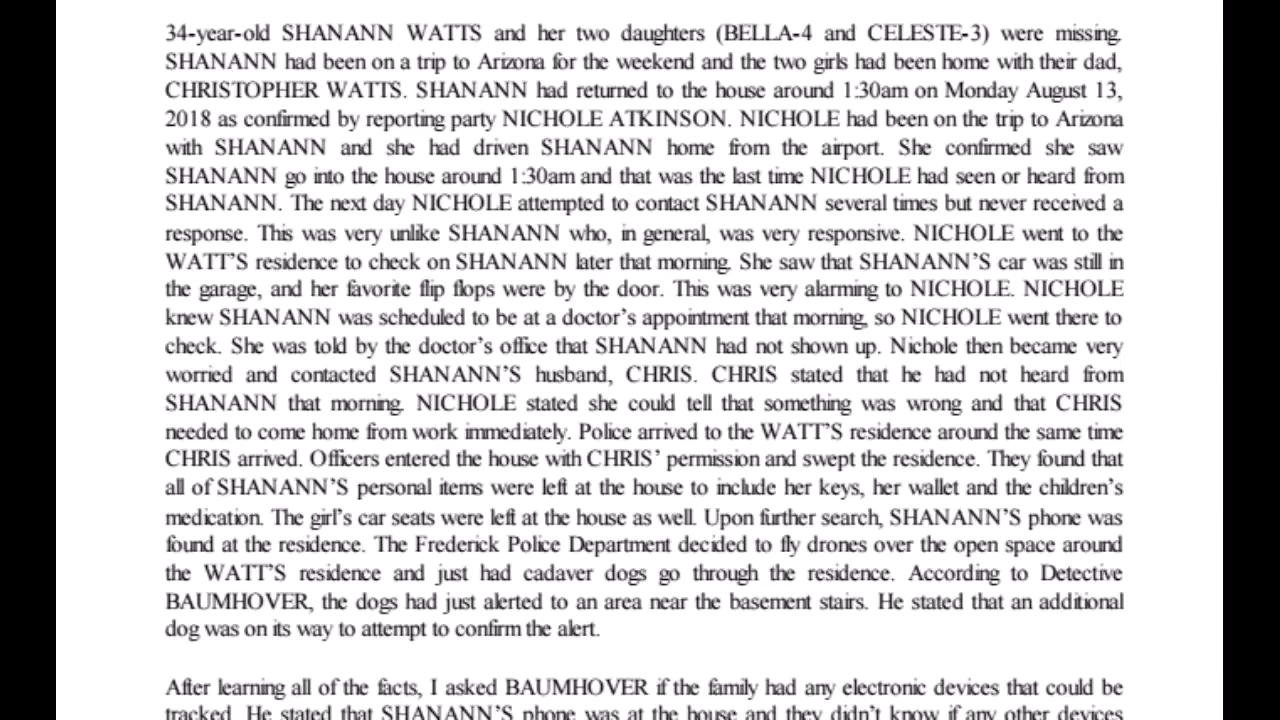 34-year-old SHANANN WATTS and her two daughters (BELLA-4 and CELESTE-3) were missing.
SHANANN had been on a trip to Arizona for the weekend and the two girls had been home with their dad,
CHRISTOPHER WATTS. SHANANN had returned to the house around 1:30am on Monday August 13,
2018 as confirmed by reporting party NICHOLE ATKINSON. NICHOLE had been on the trip to Arizona
with SHANANN and she had driven SHANANN home from the airport. She confirmed she saw
SHANANN go into the house around 1:30am and that was the last time NICHOLE had seen or heard from
SHANANN. The next day NICHOLE attempted to contact SHANANN several times but never received a
response. This was very unlike SHANANN who, in general, was very responsive. NICHOLE went to the
WATT’S residence to check on SHANANN later that morning. She saw that SHANANN’S car was still in
the garage, and her favorite flip flops were by the door. This was very alarming to NICHOLE. NICHOLE
knew SHANANN was scheduled to be at a doctor’s appointment that morning, so NICHOLE went there to
check. She was told by the doctor’s office that SHANANN had not shown up. Nichole then became very
worried and contacted SHANANN’S husband, CHRIS. CHRIS stated that he had not heard from
SHANANN that morning. NICHOLE stated she could tell that something was wrong and that CHRIS
needed to come home from work immediately. Police arrived to the WATT’S residence around the same time
CHRIS arrived. Officers entered the house with CHRIS’ permission and swept the residence. They found that
all of SHANANN’S personal items were left at the house to include her keys, her wallet and the children’s
medication. The girl’s car seats were left at the house as well. Upon further search, SHANANN’S phone was
found at the residence. The Frederick Police Department decided to fly drones over the open space around
the WATT’S residence and just had cadaver dogs go through the residence. According to Detective
BAUMHOVER, the dogs had just alerted to an area near the basement stairs. He stated that an additional
dog was on its way to attempt to confirm the alert.
After learning all of the facts, I asked BAUMHOVER if the family had any electronic devices that could be
tracked. He stated that SHANANN’S phone was at the house and they didn’t know if any other devices